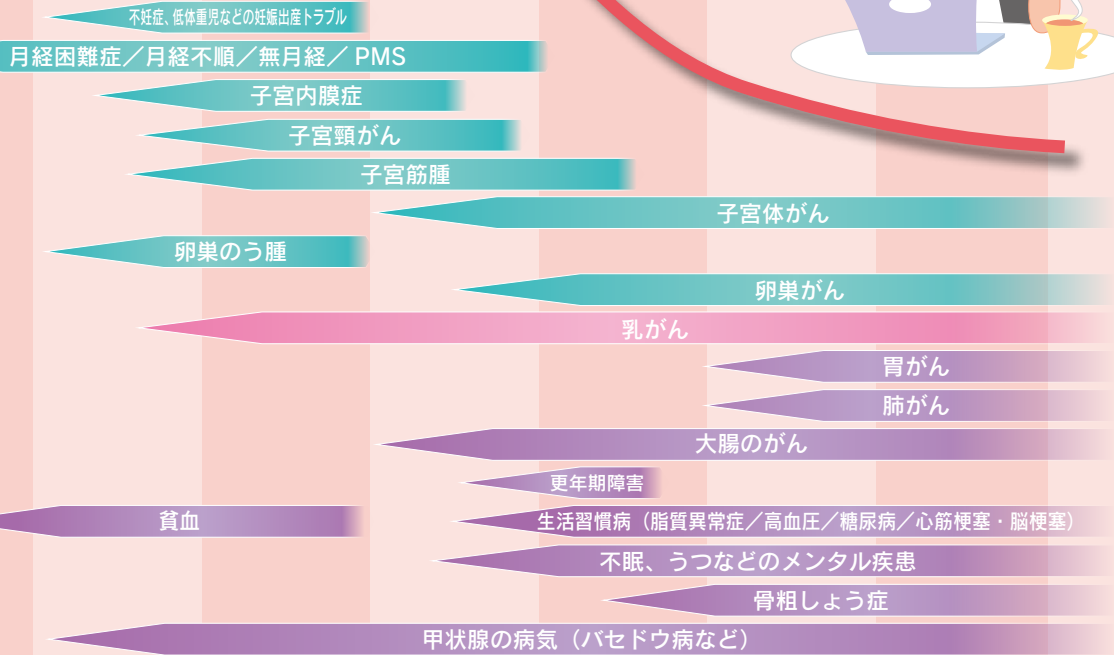 不妊症、低体重児などの妊娠出産トラブル
月経困難症／月経不順／無月経／PMS
子宮内膜症
子宮頸がん
子宮筋腫
子宮体がん
卵巣のう腫
卵巣がん
乳がん
胃がん
肺がん
大腸のがん
更年期障害
貧血
生活習慣病（脂質異常症／高血圧／糖尿病／心筋梗塞・脳梗塞）
不眠、うつなどのメンタル疾患
骨粗しょう症
甲状腺の病気（バセドウ病など）